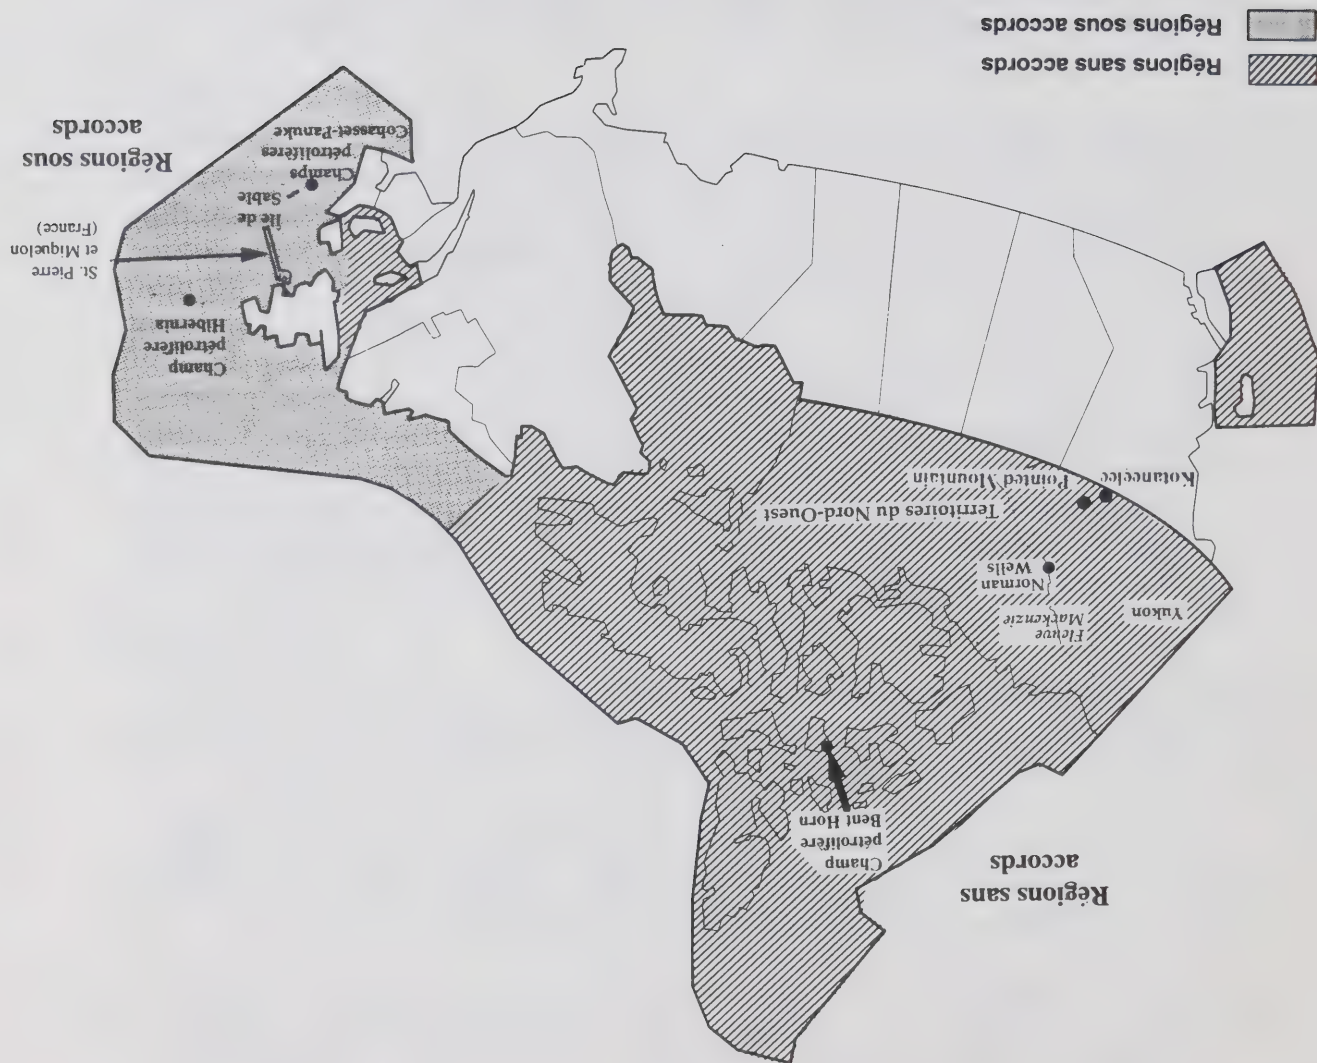 Régions sans
accords
Champ
pétrolifère
Bent Horn
Yukon
Fleuve
Mackenzie
Norman
Wells
Territoires du Nord-Ouest
Pointed Mountain
Kotaneelee
Champ
pétrolifère
Hibernia
St. Pierre
et Miquelon
(France)
Île de
Sable
Champs
pétrolifères
Cohasset-Panuke
Régions sous
accords
Régions sans accords
Régions sous accords